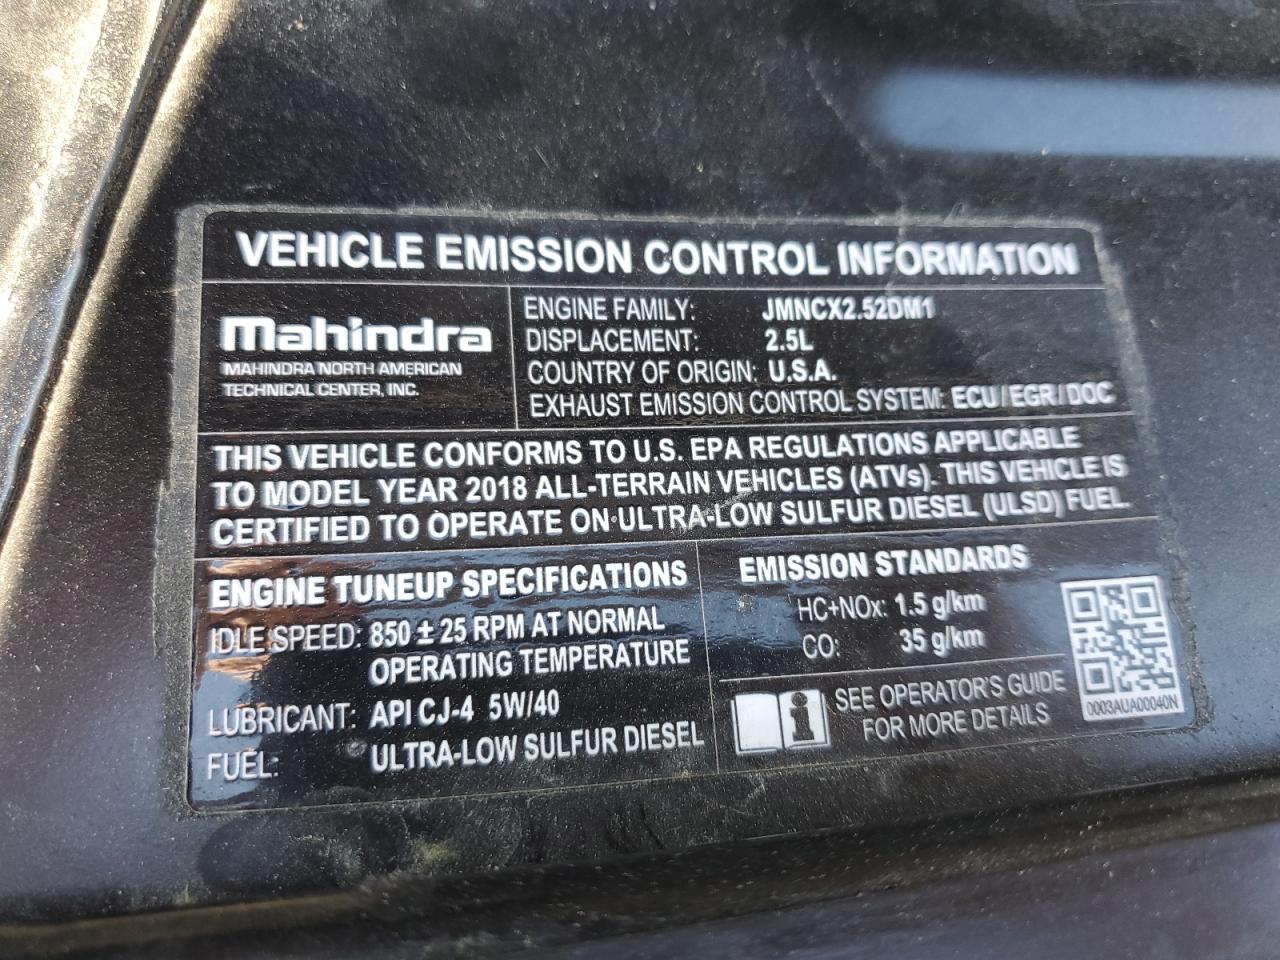 VEHICLE EMISSION CONTROL INFORMATION
Mahindra
MAHINDRA NORTH AMERICAN
TECHNICAL CENTER, INC.
ENGINE FAMILY: JMNCX2.52DM1
DISPLACEMENT: 2.5L
COUNTRY OF ORIGIN: U.S.A.
EXHAUST EMISSION CONTROL SYSTEM: ECU/EGR/DOC
THIS VEHICLE CONFORMS TO U.S. EPA REGULATIONS APPLICABLE
TO MODEL YEAR 2018 ALL-TERRAIN VEHICLES (ATVs). THIS VEHICLE IS
CERTIFIED TO OPERATE ON ULTRA-LOW SULFUR DIESEL (ULSD) FUEL
ENGINE TUNEUP SPECIFICATIONS
IDLE SPEED: 850 ± 25 RPM AT NORMAL
OPERATING TEMPERATURE
LUBRICANT: API CJ-4 5W/40
FUEL: ULTRA-LOW SULFUR DIESEL
EMISSION STANDARDS
HC+NOx: 1.5 g/km
CO: 35 g/km
SEE OPERATOR'S GUIDE
FOR MORE DETAILS
0003AUA00040N